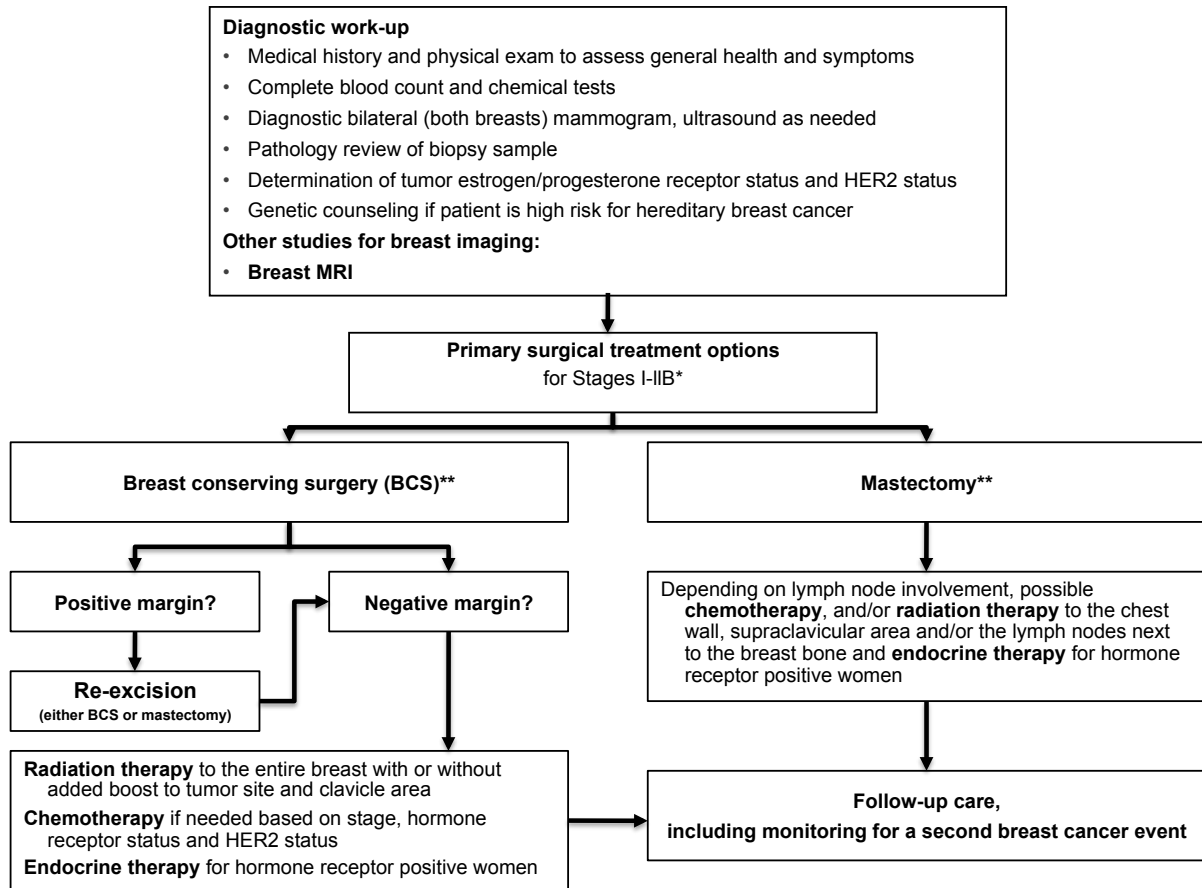 Diagnostic work-up
• Medical history and physical exam to assess general health and symptoms
• Complete blood count and chemical tests
• Diagnostic bilateral (both breasts) mammogram, ultrasound as needed
• Pathology review of biopsy sample
• Determination of tumor estrogen/progesterone receptor status and HER2 status
• Genetic counseling if patient is high risk for hereditary breast cancer
Other studies for breast imaging:
• Breast MRI
Primary surgical treatment options
for Stages I-IIB*
Breast conserving surgery (BCS)**
Mastectomy**
Positive margin?
Negative margin?
Re-excision
(either BCS or mastectomy)
Depending on lymph node involvement, possible
chemotherapy, and/or radiation therapy to the chest
wall, supraclavicular area and/or the lymph nodes next
to the breast bone and endocrine therapy for hormone
receptor positive women
Radiation therapy to the entire breast with or without
added boost to tumor site and clavicle area
Chemotherapy if needed based on stage, hormone
receptor status and HER2 status
Endocrine therapy for hormone receptor positive women
Follow-up care,
including monitoring for a second breast cancer event